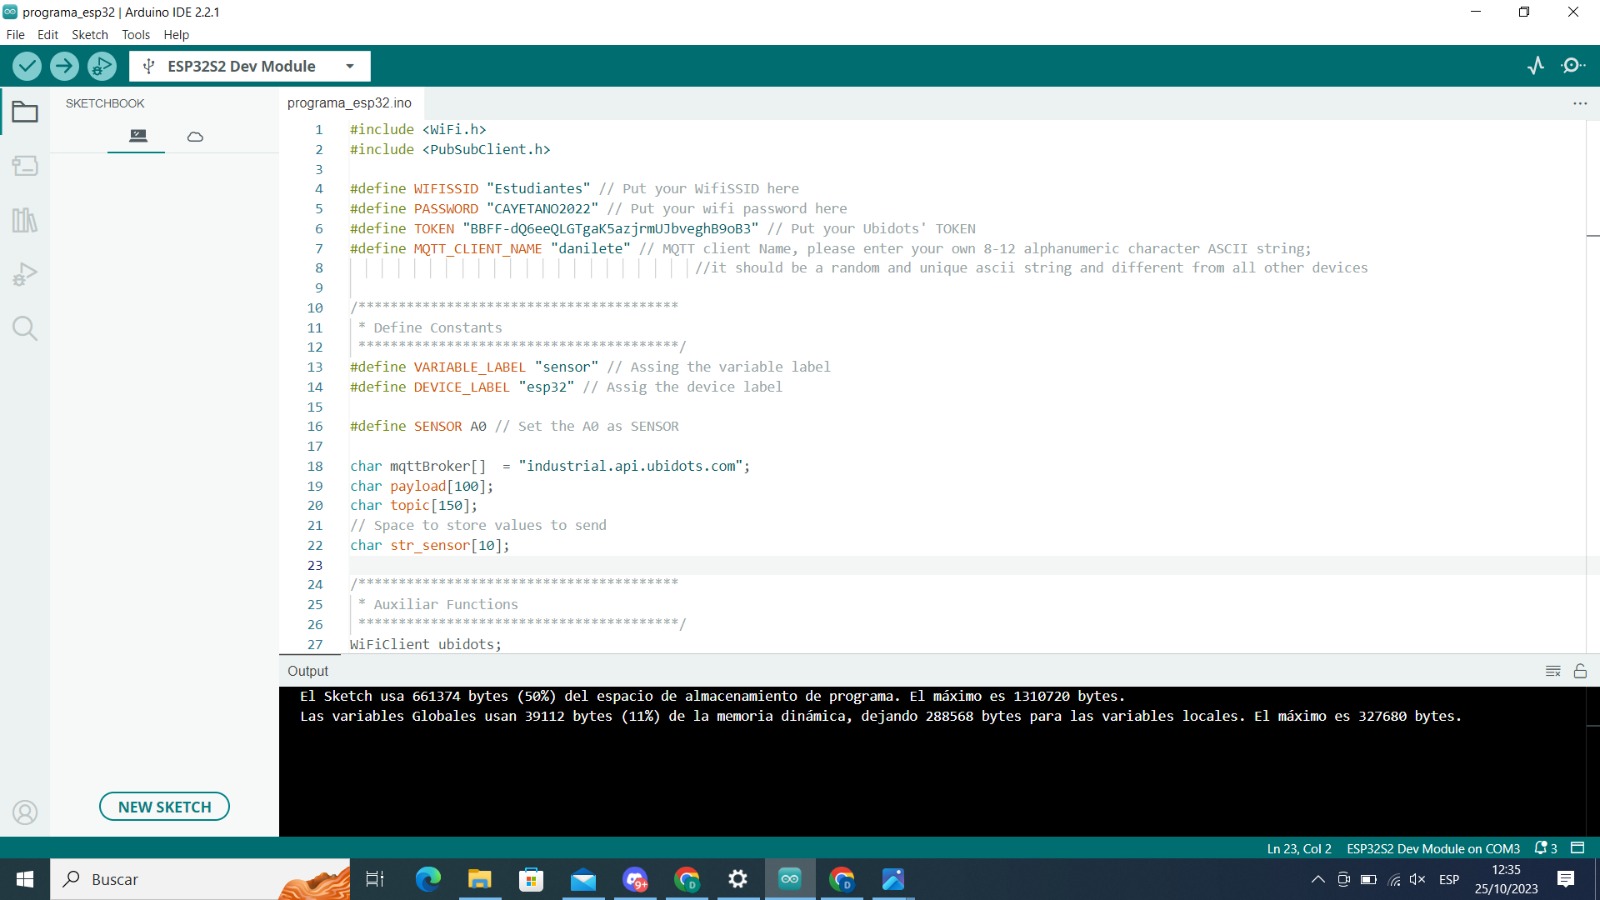 programa_esp32 | Arduino IDE 2.2.1
File Edit Sketch Tools Help
ESP32S2 Dev Module
SKETCHBOOK
programa_esp32.ino
1 #include <WiFi.h>
2 #include <PubSubClient.h>
3
4 #define WIFISSID "Estudiantes" // Put your WifiSSID here
5 #define PASSWORD "CAYETANO2022" // Put your wifi password here
6 #define TOKEN "BBFF-dQ6eeQLGTgaK5azjrmUJbveghB9oB3" // Put your Ubidots' TOKEN
7 #define MQTT_CLIENT_NAME "danilete" // MQTT client Name, please enter your own 8-12 alphanumeric character ASCII string;
8 //it should be a random and unique ascii string and different from all other devices
9
10 /****************************************
11 * Define Constants
12 ****************************************/
13 #define VARIABLE_LABEL "sensor" // Assing the variable label
14 #define DEVICE_LABEL "esp32" // Assig the device label
15
16 #define SENSOR A0 // Set the A0 as SENSOR
17
18 char mqttBroker[]  = "industrial.api.ubidots.com";
19 char payload[100];
20 char topic[150];
21 // Space to store values to send
22 char str_sensor[10];
23
24 /****************************************
25 * Auxiliar Functions
26 ****************************************/
27 WiFiClient ubidots;
Output
El Sketch usa 661374 bytes (50%) del espacio de almacenamiento de programa. El máximo es 1310720 bytes.
Las variables Globales usan 39112 bytes (11%) de la memoria dinámica, dejando 288568 bytes para las variables locales. El máximo es 327680 bytes.
NEW SKETCH
Ln 23, Col 2 ESP32S2 Dev Module on COM3 3
Buscar
9+
D
D
ESP
12:35
25/10/2023